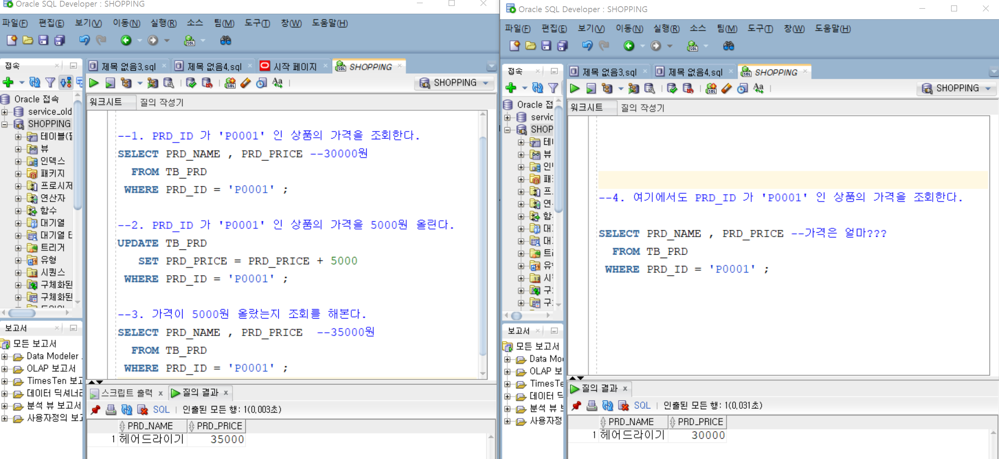 Oracle SQL Developer : SHOPPING
파일(F) 편집(E) 보기(V) 이동(N) 실행(R) 소스 팀(M) 도구(T) 창(W) 도움말(H)
접속
제목 없음3.sql
제목 없음4.sql
시작 페이지
SHOPPING
SHOPPING
워크시트
질의 작성기
Oracle 접속
service_old
SHOPPING
테이블(필
뷰
인덱스
패키지
프로시저
연산자
함수
대기열
대기열 터
트리거
유형
시퀀스
구체화된
구체화된
--1. PRD_ID 가 'P0001' 인 상품의 가격을 조회한다.
SELECT PRD_NAME , PRD_PRICE --30000원
FROM TB_PRD
WHERE PRD_ID = 'P0001' ;
--2. PRD_ID 가 'P0001' 인 상품의 가격을 5000원 올린다.
UPDATE TB_PRD
SET PRD_PRICE = PRD_PRICE + 5000
WHERE PRD_ID = 'P0001' ;
--3. 가격이 5000원 올랐는지 조회를 해본다.
SELECT PRD_NAME , PRD_PRICE --35000원
FROM TB_PRD
WHERE PRD_ID = 'P0001' ;
보고서
모든 보고서
Data Modeler
OLAP 보고서
TimesTen 보고
데이터 딕셔너리
분석 뷰 보고서
사용자정의 보고
스크립트 출력
질의 결과
SQL
인출된 모든 행: 1(0.003초)
PRD_NAME PRD_PRICE
1 헤어드라이기 35000
Oracle SQL Developer : SHOPPING
파일(F) 편집(E) 보기(V) 이동(N) 실행(R) 소스 팀(M) 도구(T) 창(W) 도움말(H)
접속
제목 없음3.sql
제목 없음4.sql
SHOPPING
SHOPPING
워크시트
질의 작성기
Oracle 접
servic
SHOP
뷰
--4. 여기에서도 PRD_ID 가 'P0001' 인 상품의 가격을 조회한다.
SELECT PRD_NAME , PRD_PRICE --가격은 얼마???
FROM TB_PRD
WHERE PRD_ID = 'P0001' ;
보고서
모든 보고서
Data Mo
OLAP 보
TimesTe
데이터 딕
분석 뷰 보
사용자정
질의 결과
SQL
인출된 모든 행: 1(0.031초)
PRD_NAME PRD_PRICE
1 헤어드라이기 30000